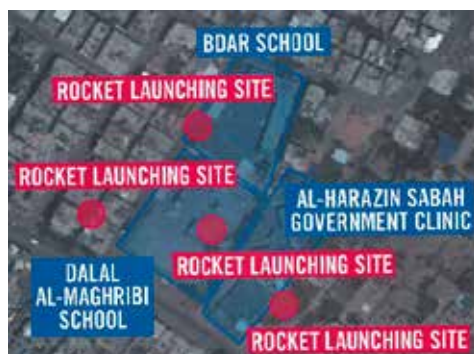 BDAR SCHOOL
ROCKET LAUNCHING SITE
ROCKET LAUNCHING SITE
AL-HARAZIN SABAH
GOVERNMENT CLINIC
ROCKET LAUNCHING SITE
DALAL
AL-MAGHRIBI
SCHOOL
ROCKET LAUNCHING SITE